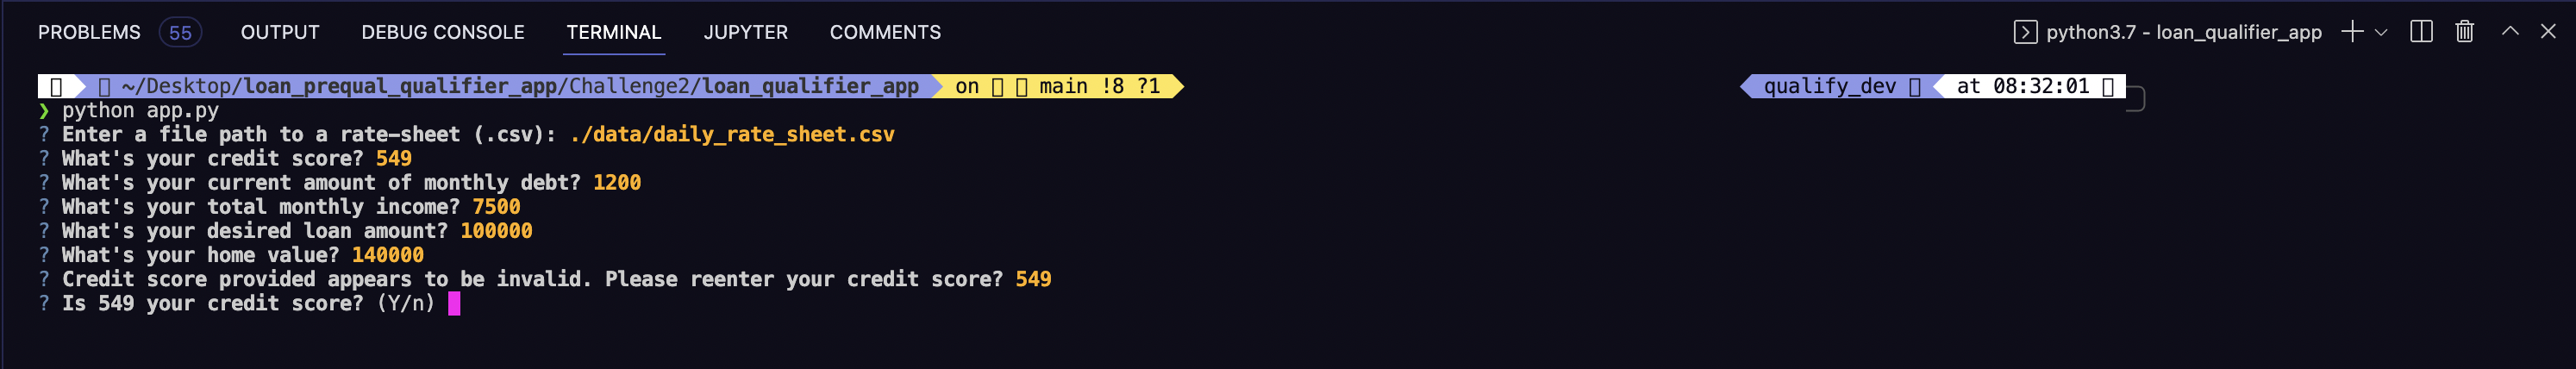 PROBLEMS 55 OUTPUT DEBUG CONSOLE TERMINAL JUPYTER COMMENTS python3.7 - loan_qualifier_app
~/Desktop/loan_prequal_qualifier_app/Challenge2/loan_qualifier_app on main !8 ?1 qualify_dev at 08:32:01
❯ python app.py
? Enter a file path to a rate-sheet (.csv): ./data/daily_rate_sheet.csv
? What's your credit score? 549
? What's your current amount of monthly debt? 1200
? What's your total monthly income? 7500
? What's your desired loan amount? 100000
? What's your home value? 140000
? Credit score provided appears to be invalid. Please reenter your credit score? 549
? Is 549 your credit score? (Y/n)